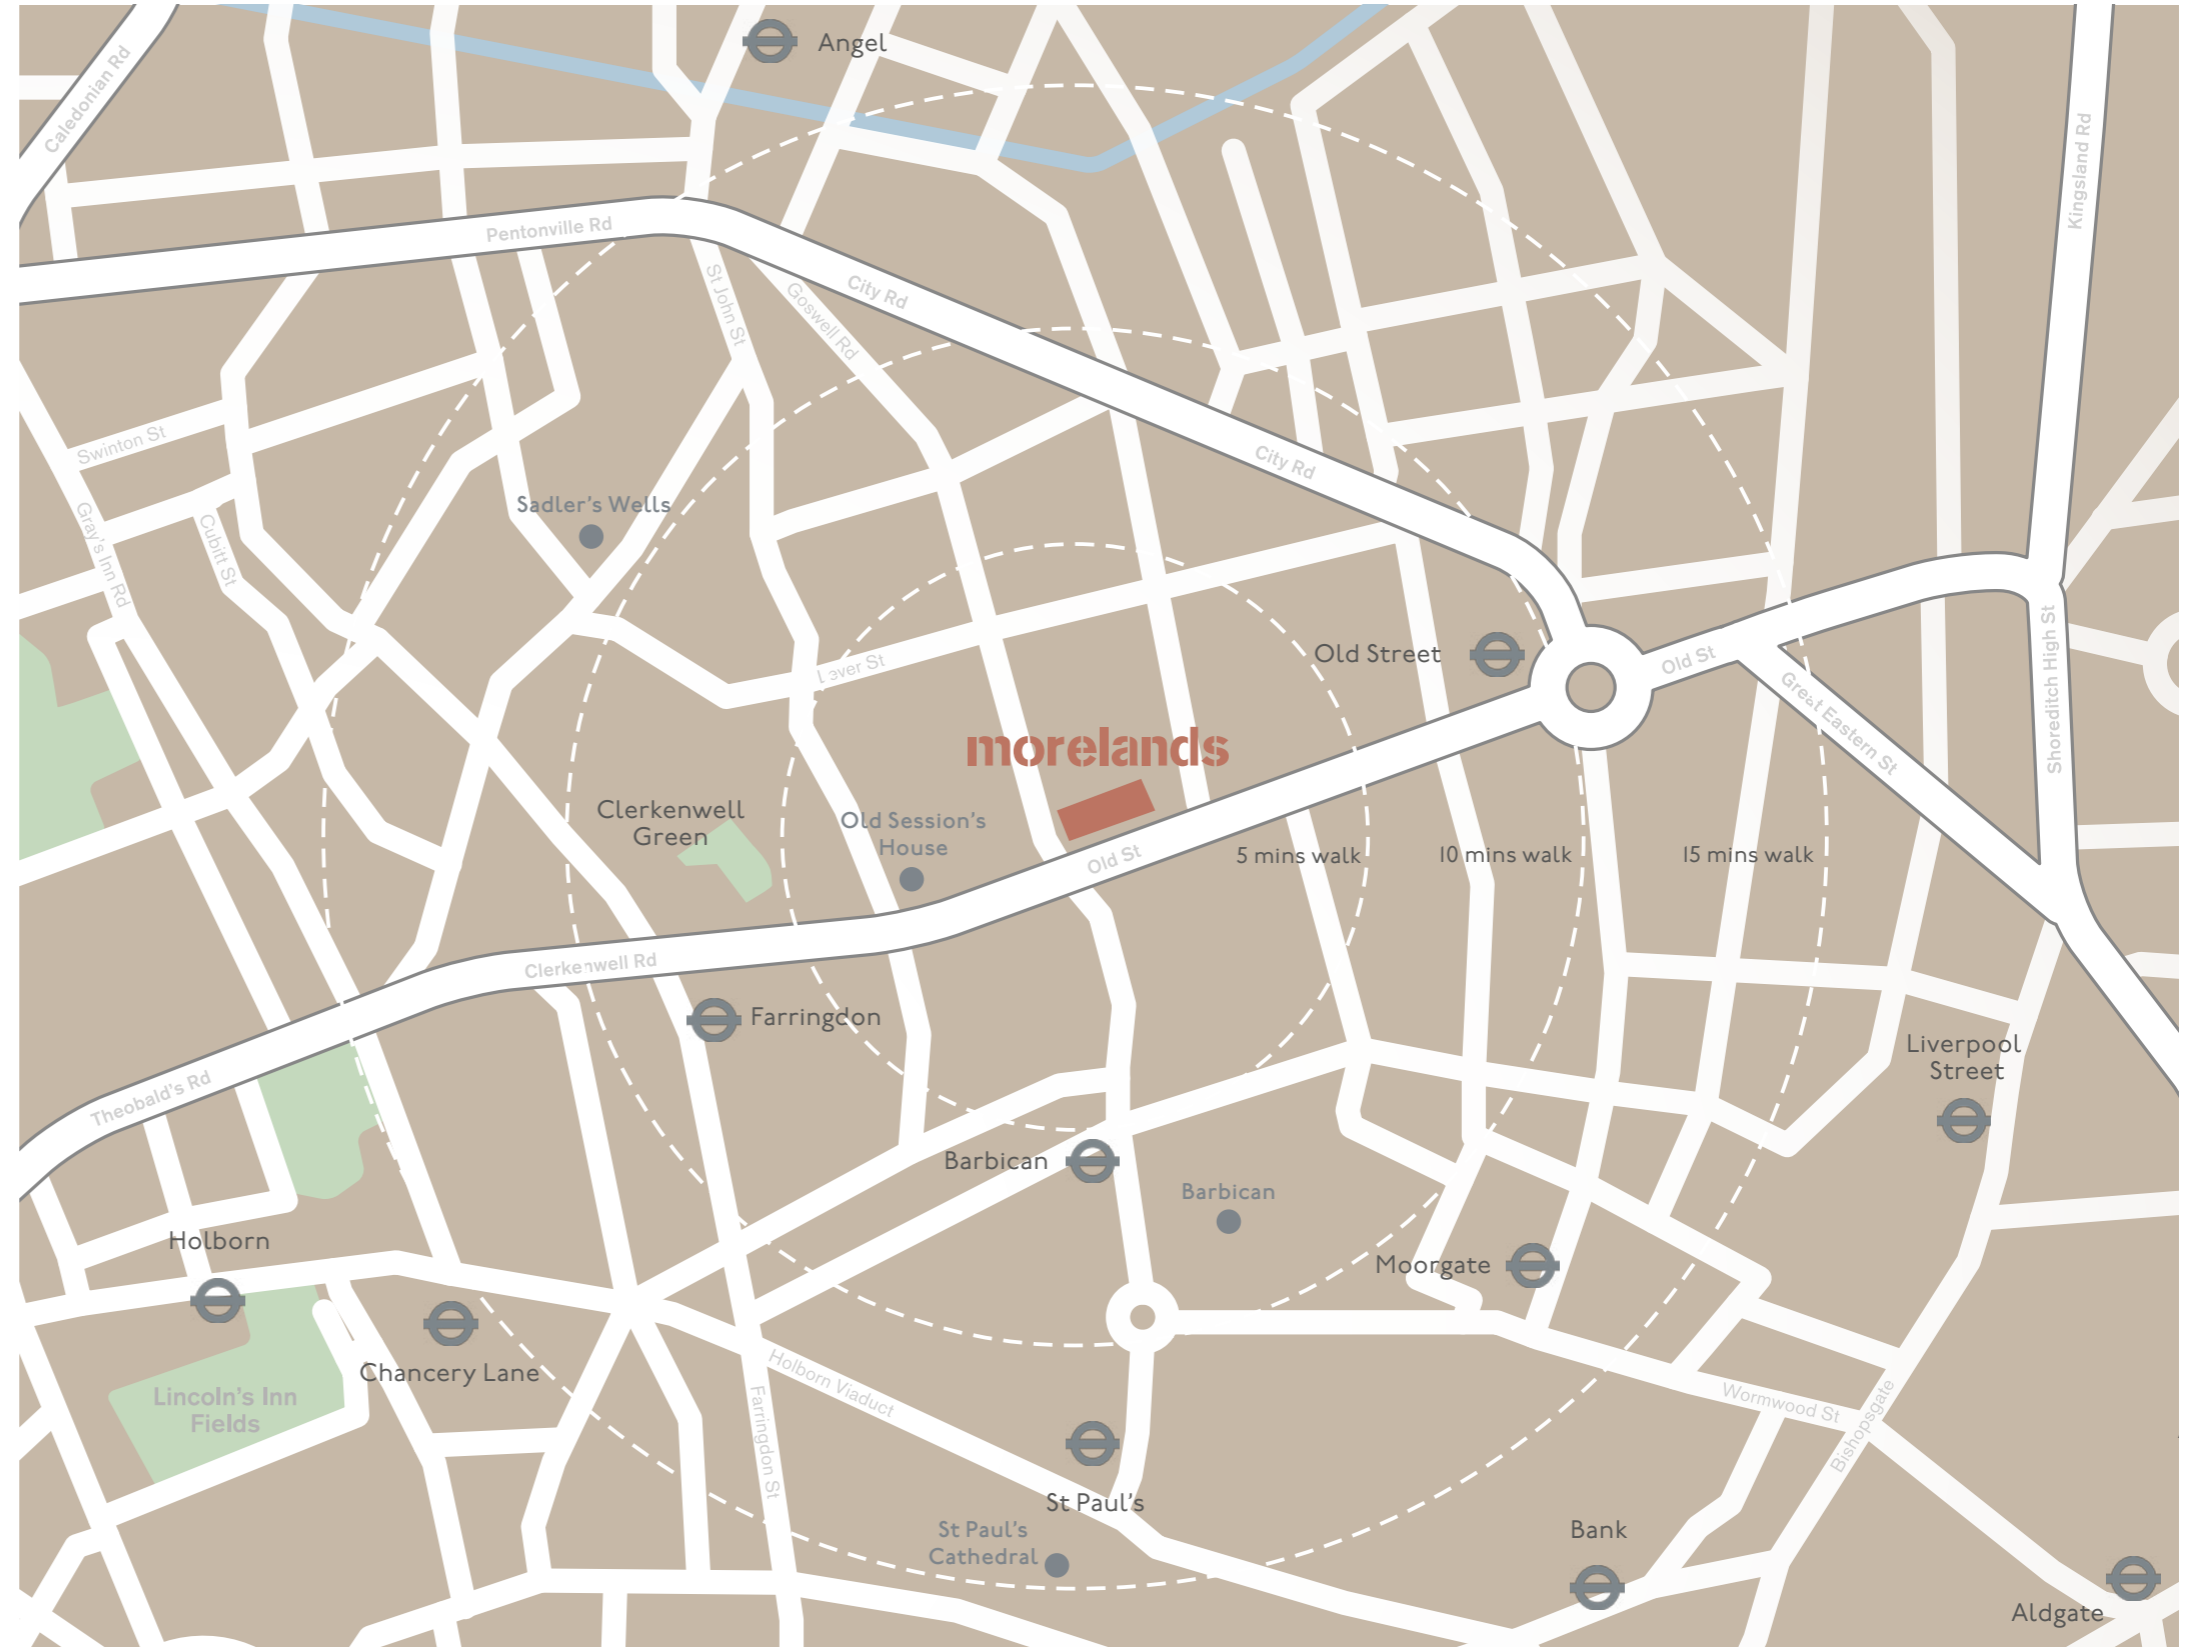 Angel
Caledonian Rd
Kingsland Rd
Pentonville Rd
St John St
Goswell Rd
City Rd
Swinton St
City Rd
Sadler's Wells
Gray's Inn Rd
Cubitt St
Lever St
Old Street
Old St
Great Eastern St
Shoreditch High St
morelands
Clerkenwell
Green
Old Session's
House
Old St
5 mins walk
10 mins walk
15 mins walk
Clerkenwell Rd
Farringdon
Theobald's Rd
Liverpool
Street
Barbican
Barbican
Holborn
Moorgate
Chancery Lane
Lincoln's Inn
Fields
Holborn Viaduct
Farringdon St
Wormwood St
Bishopsgate
St Paul's
St Paul's
Cathedral
Bank
Aldgate